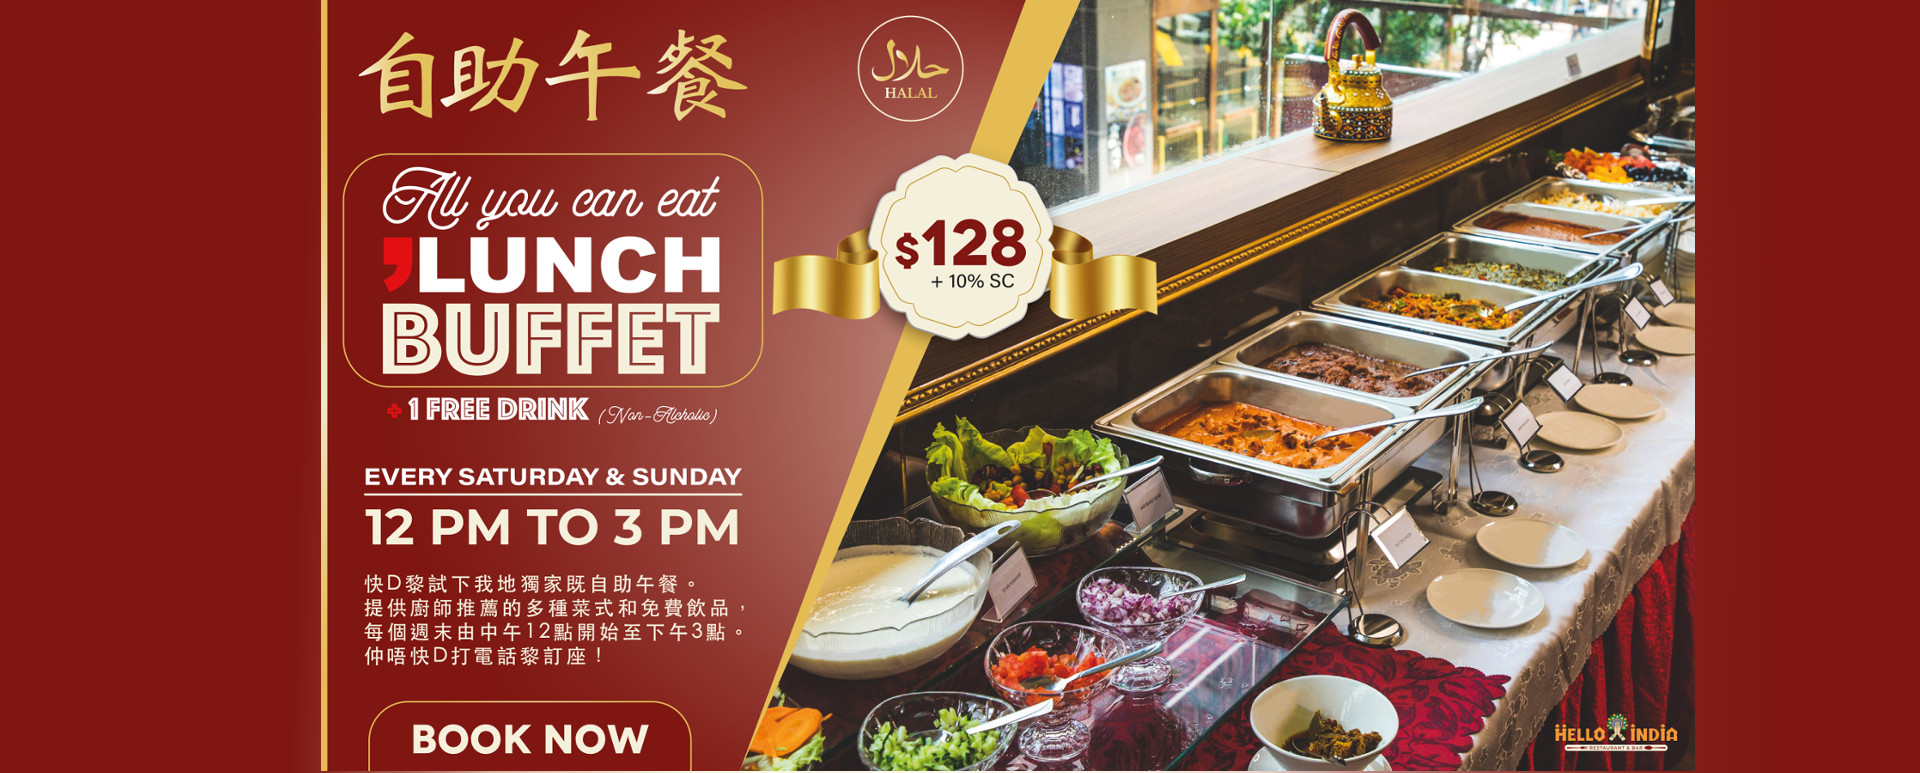 自助午餐
حلال
HALAL
All you can eat
,LUNCH
BUFFET
+ 1 FREE DRINK (Non-Alcholic)
$128
+ 10% SC
EVERY SATURDAY & SUNDAY
12 PM TO 3 PM
快D黎試下我地獨家既自助午餐。
提供廚師推薦的多種菜式和免費飲品，
每個週末由中午12點開始至下午3點。
仲唔快D打電話黎訂座！
BOOK NOW
HELLO INDIA
RESTAURANT & BAR